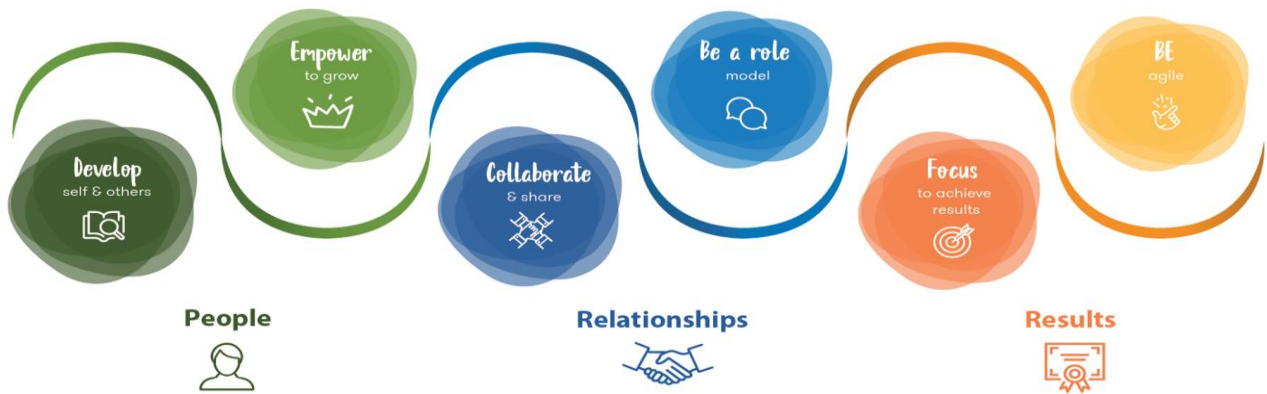 Develop
self & others
Empower
to grow
Collaborate
& share
Be a role
model
Focus
to achieve
results
BE
agile
People
Relationships
Results